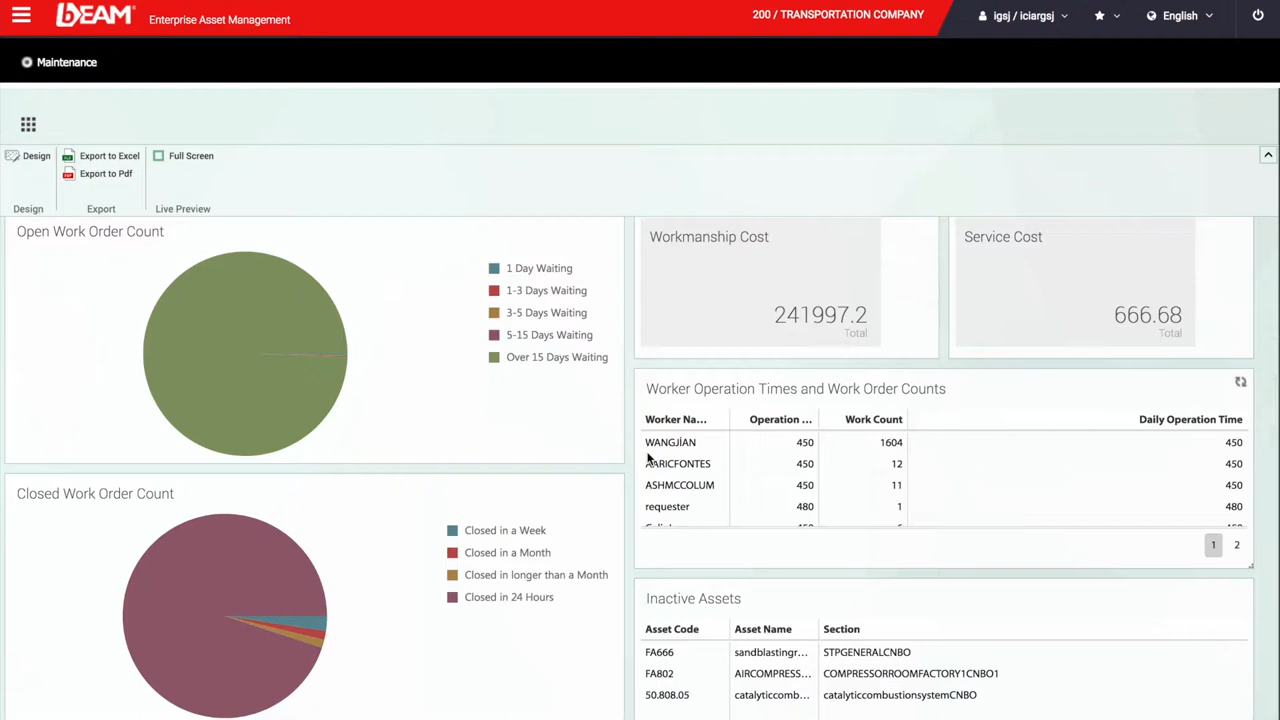 bEAM Enterprise Asset Management
200 / TRANSPORTATION COMPANY
igsj / iciargsj
English
Maintenance
Design
Export to Excel
Export to Pdf
Full Screen
Design
Export
Live Preview
Open Work Order Count
1 Day Waiting
1-3 Days Waiting
3-5 Days Waiting
5-15 Days Waiting
Over 15 Days Waiting
Workmanship Cost
241997.2
Total
Service Cost
666.68
Total
Worker Operation Times and Work Order Counts
Worker Na... Operation ... Work Count Daily Operation Time
WANGJİAN 450 1604 450
AARICFONTES 450 12 450
ASHMCCOLUM 450 11 450
requester 480 1 480
1 2
Closed Work Order Count
Closed in a Week
Closed in a Month
Closed in longer than a Month
Closed in 24 Hours
Inactive Assets
Asset Code Asset Name Section
FA666 sandblastingr... STPGENERALCNBO
FA802 AIRCOMPRESS... COMPRESSORROOMFACTORY1CNBO1
50.808.05 catalyticcomb... catalyticcombustionsystemCNBO